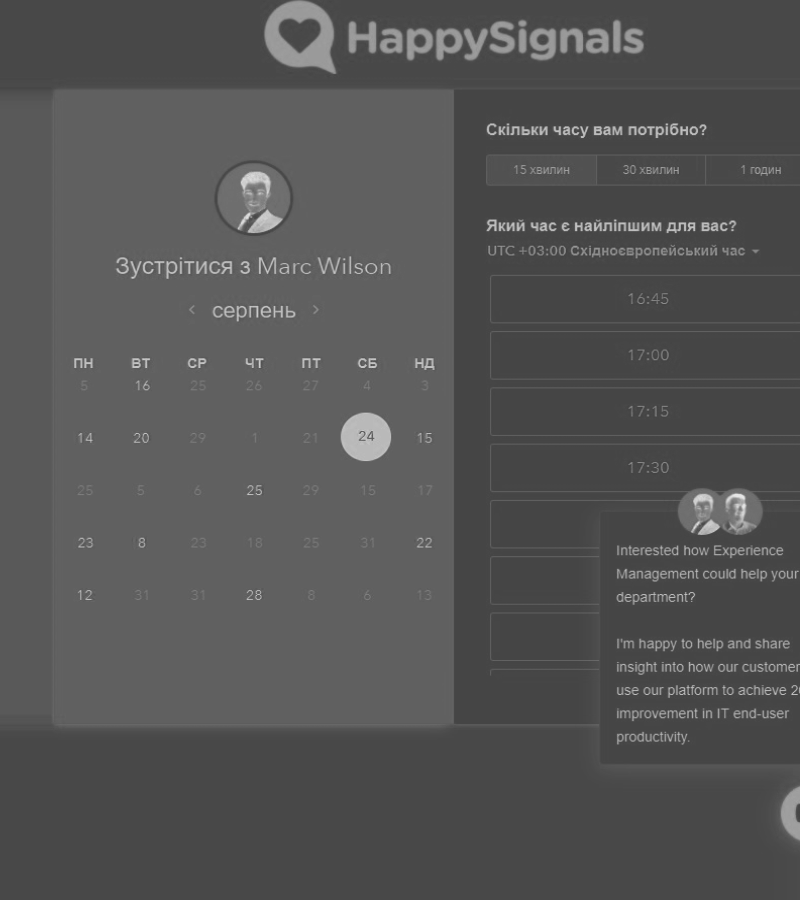 HappySignals
Зустрітися з Marc Wilson
серпень
ПН ВТ СР ЧТ ПТ СБ НД
5 16 25 26 27 4 3
14 20 29 1 21 24 15
25 5 6 25 29 15 17
23 8 23 18 25 31 22
12 31 31 28 8 6 13
Скільки часу вам потрібно?
15 хвилин 30 хвилин 1 годин
Який час є найліпшим для вас?
UTC +03:00 Східноєвропейський час
16:45
17:00
17:15
17:30
Interested how Experience
Management could help your
department?
I'm happy to help and share
insight into how our customer
use our platform to achieve
improvement in IT end-user
productivity.